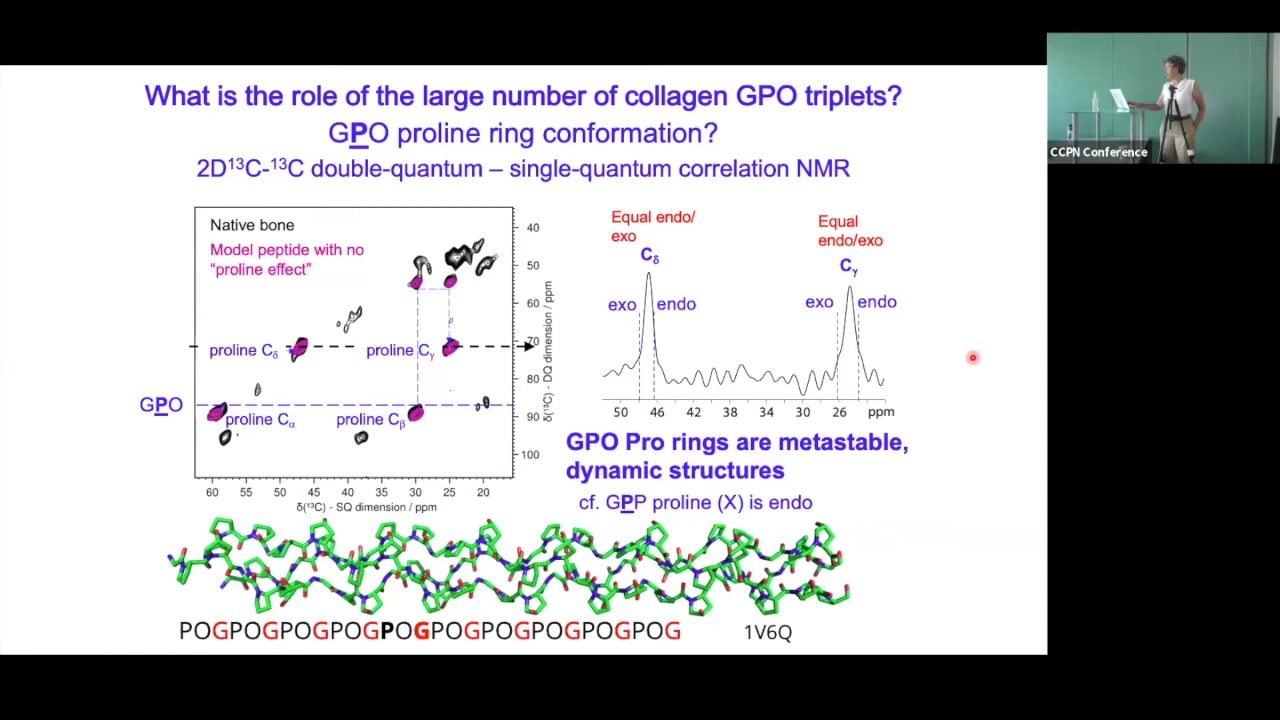 What is the role of the large number of collagen GPO triplets?
GPO proline ring conformation?
2D¹³C-¹³C double-quantum – single-quantum correlation NMR
CCPN Conference
Native bone
Model peptide with no
"proline effect"
proline Cδ
proline Cγ
GPO
proline Cα
proline Cβ
40
50
60
70
80
90
100
δ(¹³C) - DQ dimension / ppm
60 55 50 45 40 35 30 25 20
δ(¹³C) - SQ dimension / ppm
Equal endo/
exo
Cδ
exo
endo
Equal
endo/exo
Cγ
exo
endo
50 46 42 38 34 30 26 ppm
GPO Pro rings are metastable,
dynamic structures
cf. GPP proline (X) is endo
POGPOGPOGPOGPOGPOGPOGPOGPOGPOG
1V6Q